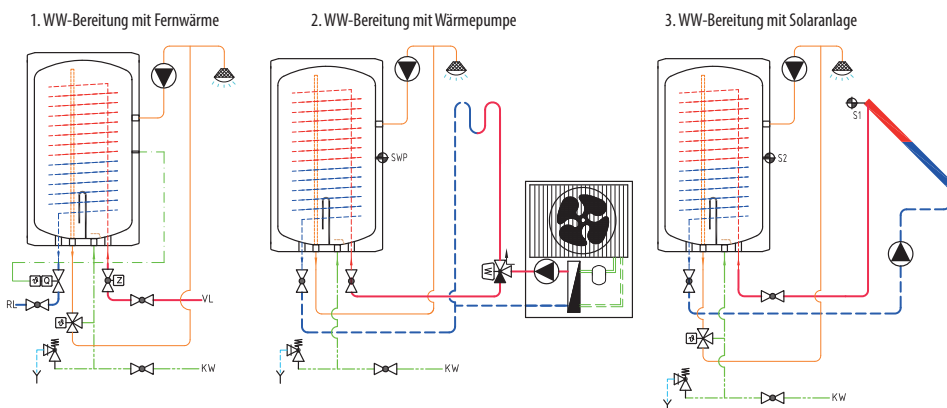 1. WW-Bereitung mit Fernwärme
2. WW-Bereitung mit Wärmepumpe
3. WW-Bereitung mit Solaranlage
S1
SWP
S2
Q
Z
W
RL
VL
KW
KW
KW